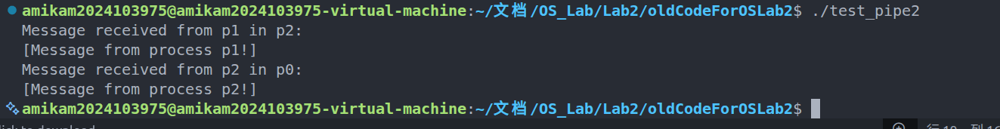 amikam2024103975@amikam2024103975-virtual-machine:~/文档/OS_Lab/Lab2/oldCodeForOSLab2$ ./test_pipe2
Message received from p1 in p2:
[Message from process p1!]
Message received from p2 in p0:
[Message from process p2!]
amikam2024103975@amikam2024103975-virtual-machine:~/文档/OS_Lab/Lab2/oldCodeForOSLab2$
to download